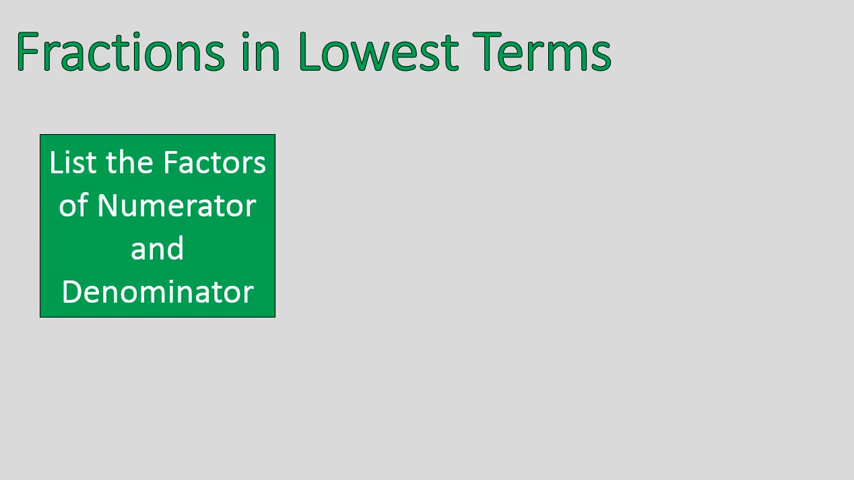 Fractions in Lowest Terms
List the Factors
of Numerator
and
Denominator